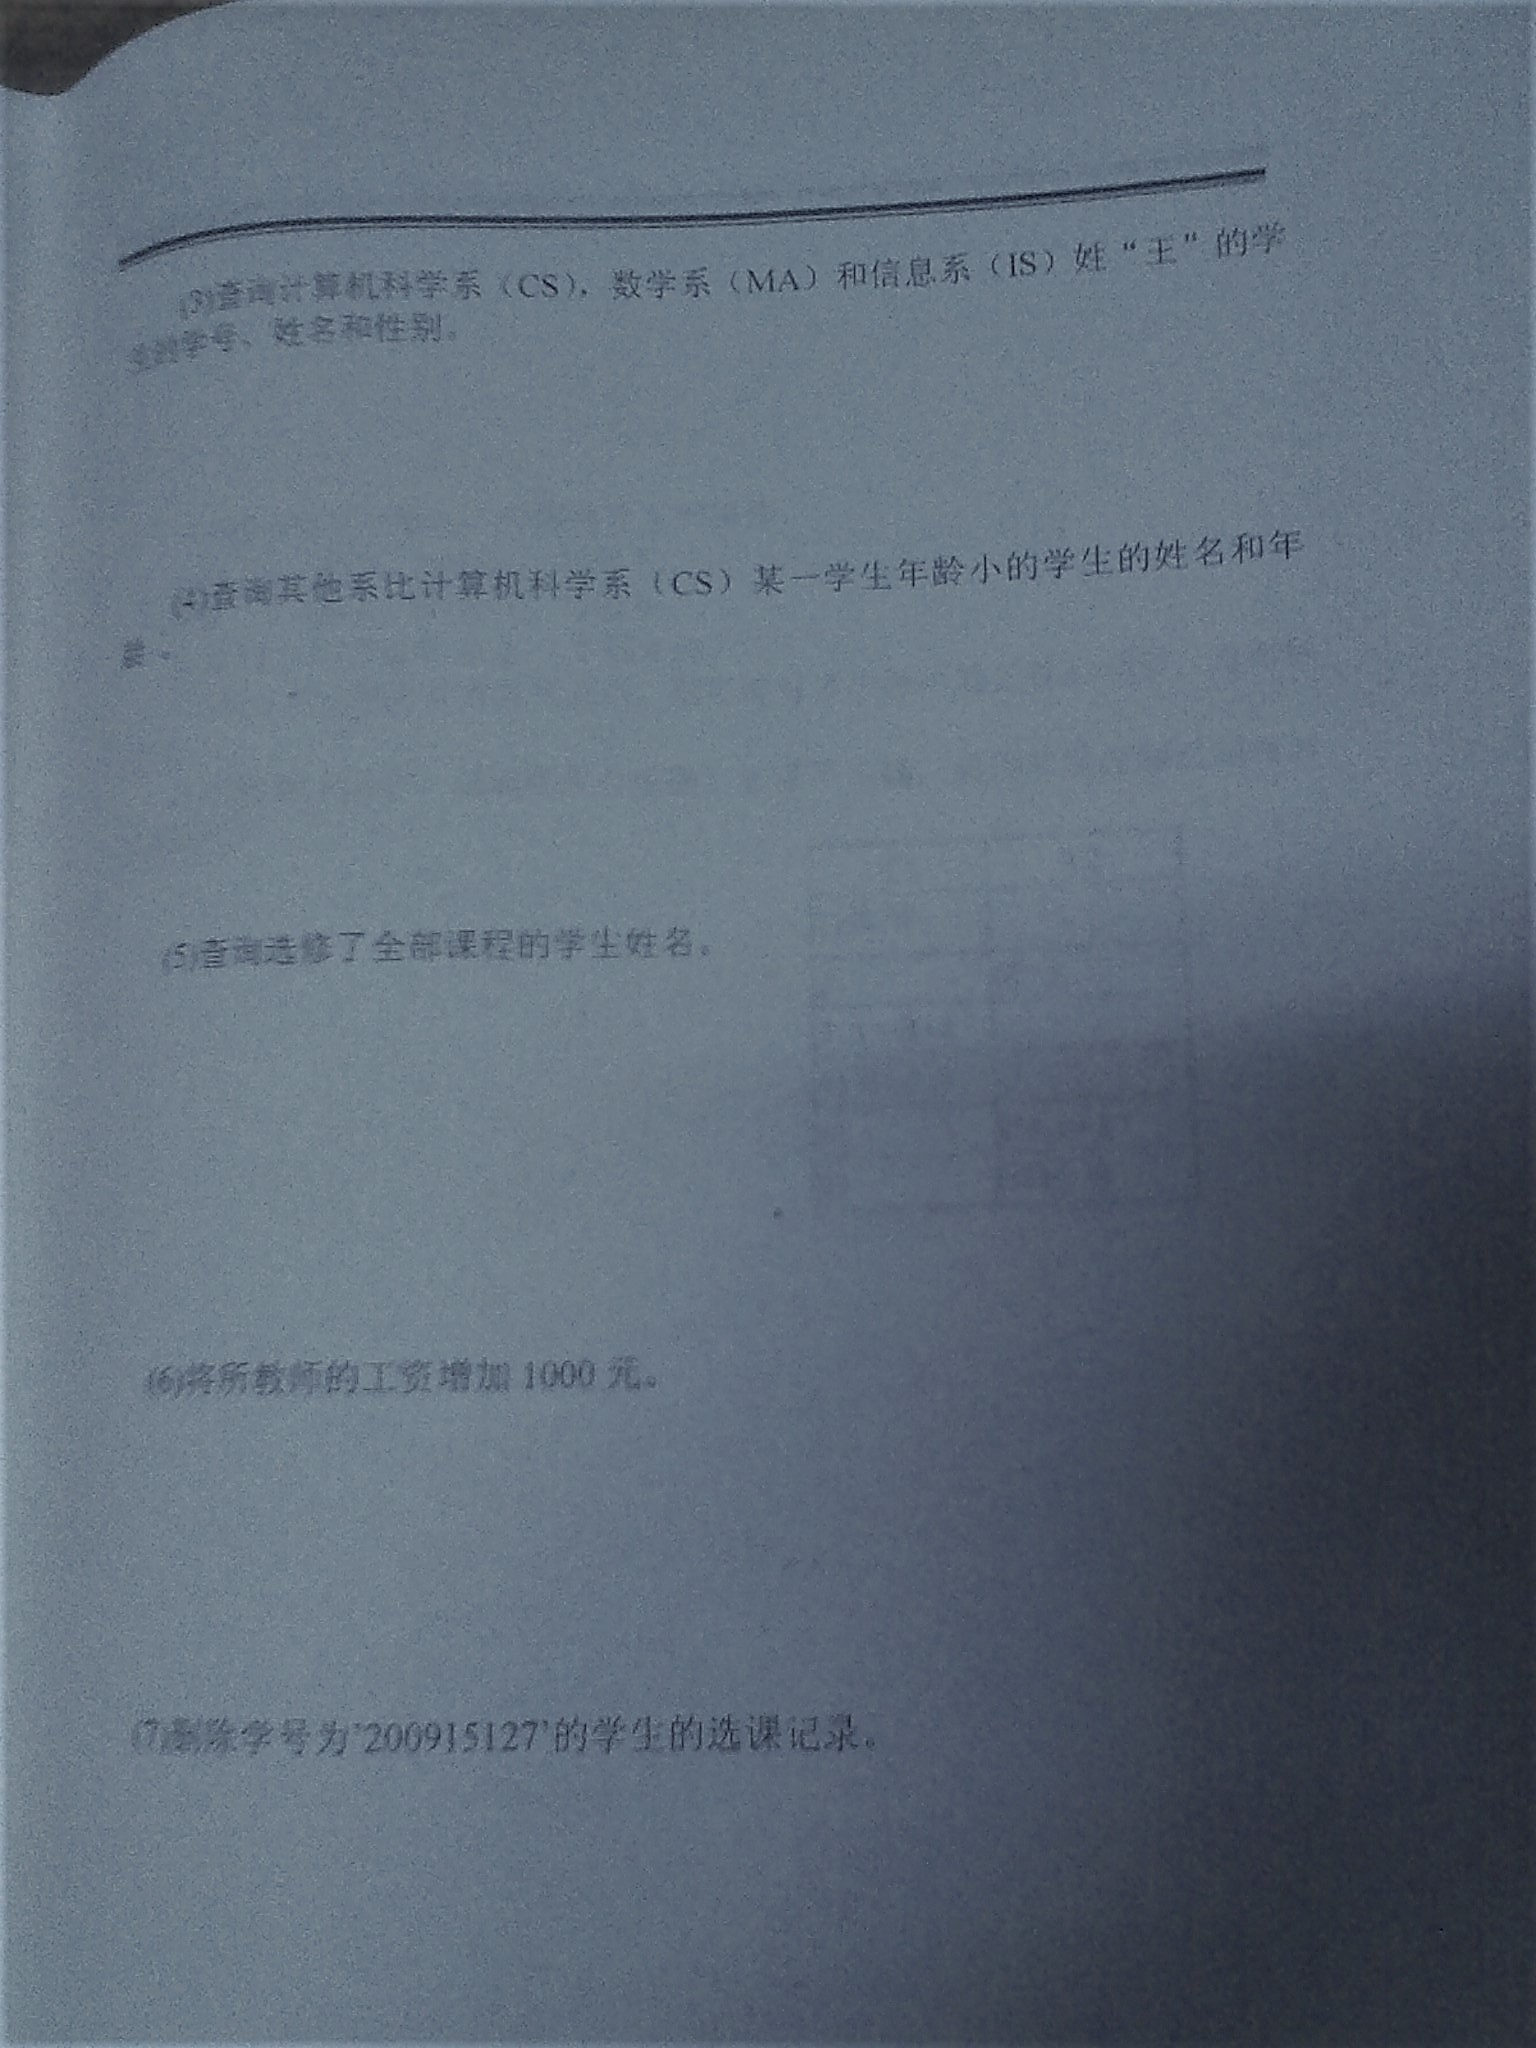 (3)查询计算机科学系（CS），数学系（MA）和信息系（IS）姓“王”的学
生的学号、姓名和性别。
(4)查询其他系比计算机科学系（CS）某一学生年龄小的学生的姓名和年
龄。
(5)查询选修了全部课程的学生姓名。
(6)将所教师的工资增加 1000 元。
(7)删除学号为'200915127'的学生的选课记录。